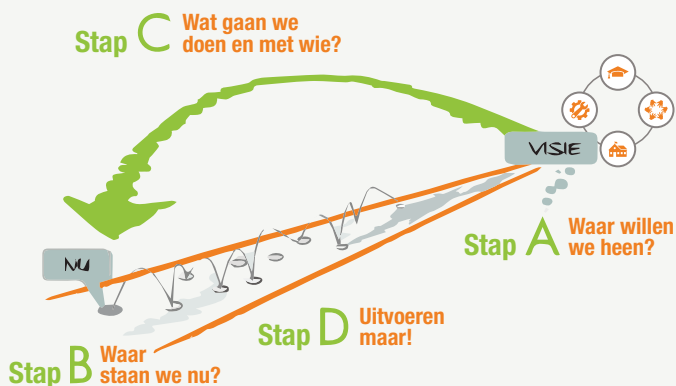 Stap C Wat gaan we
doen en met wie?
VISIE
Stap A Waar willen
we heen?
NU
Stap D Uitvoeren
maar!
Stap B Waar
staan we nu?